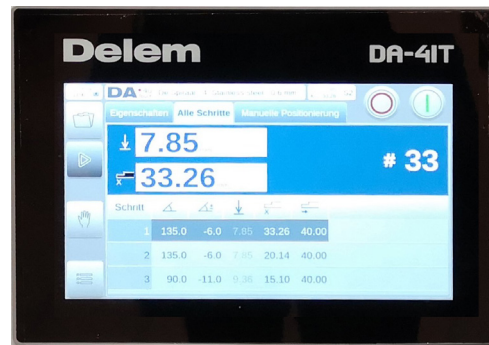 Delem DA-41T
DA
Eigenschaften Alle Schritte Manuelle Positionierung
7.85
# 33
33.26
Schritt
1 135.0 -6.0 7.85 33.26 40.00
2 135.0 -6.0 7.85 20.14 40.00
3 90.0 -11.0 9.36 15.10 40.00